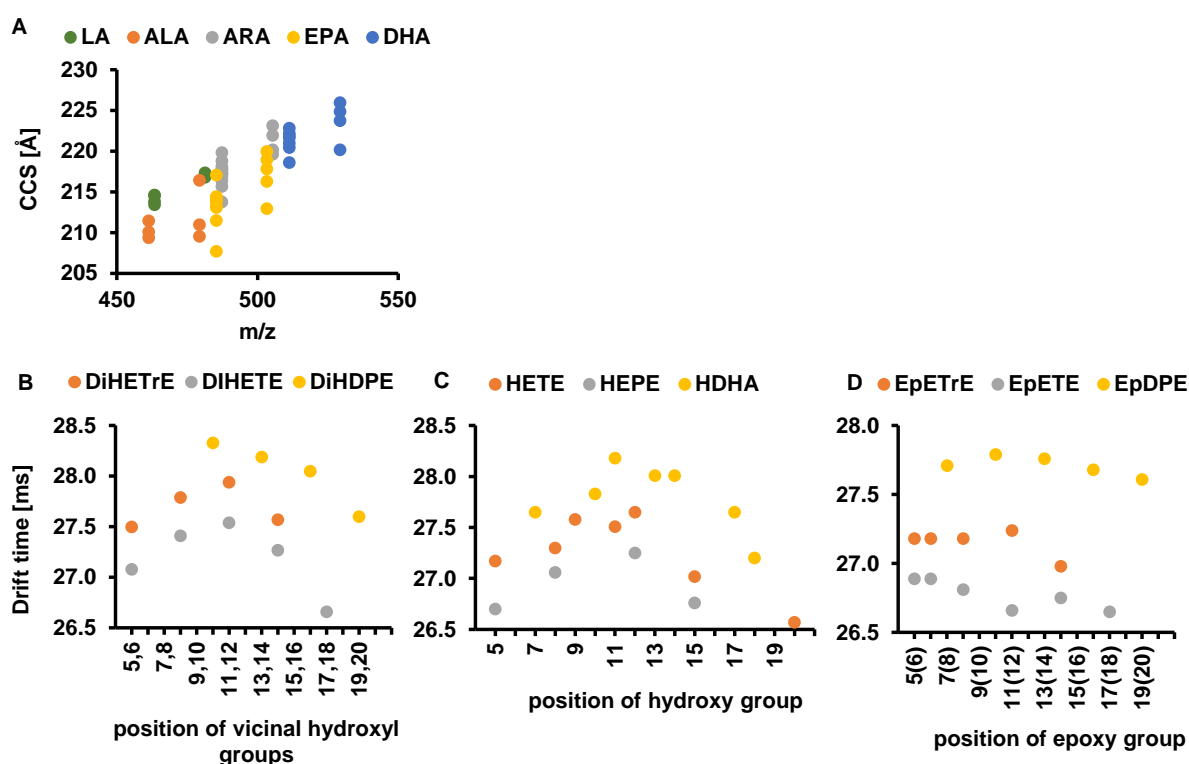 A
LA ALA ARA EPA DHA
230
225
220
215
210
205
CCS [Å]
450 500 550
m/z
B DiHETrE DIHETE DiHDPE
28.5
28.0
27.5
27.0
26.5
Drift time [ms]
5,6 7,8 9,10 11,12 13,14 15,16 17,18 19,20
position of vicinal hydroxyl
groups
C HETE HEPE HDHA
28.5
28.0
27.5
27.0
26.5
5 7 9 11 13 15 17 19
position of hydroxy group
D EpETrE EpETE EpDPE
28.0
27.5
27.0
26.5
5(6) 7(8) 9(10) 11(12) 13(14) 15(16) 17(18) 19(20)
position of epoxy group